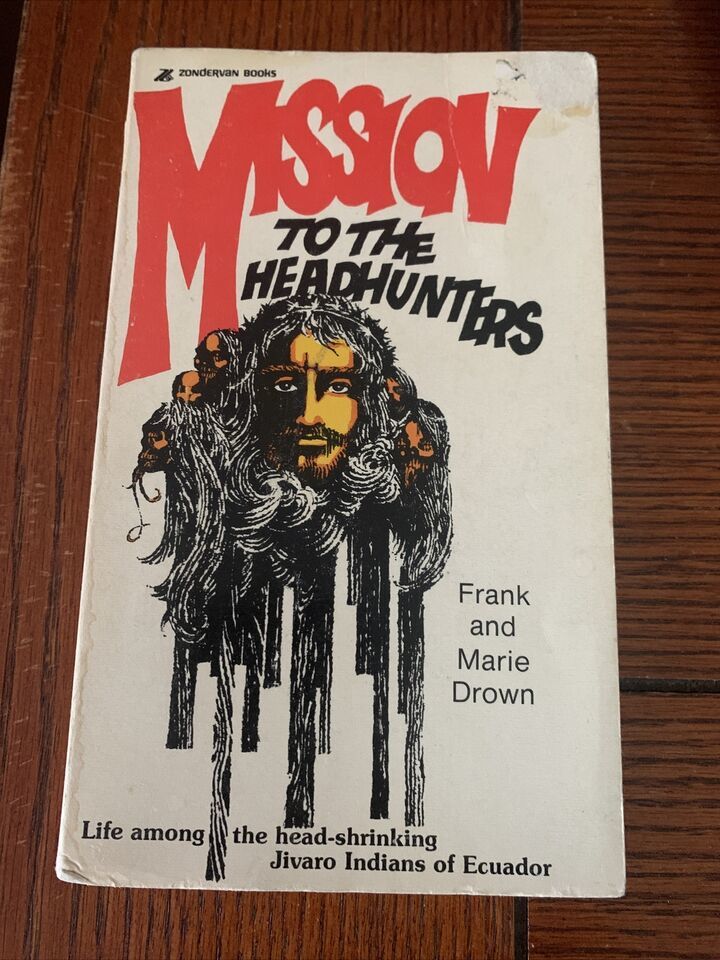 ZONDERVAN BOOKS
MISSION
TO THE
HEADHUNTERS
Frank
and
Marie
Drown
Life among the head-shrinking
Jivaro Indians of Ecuador